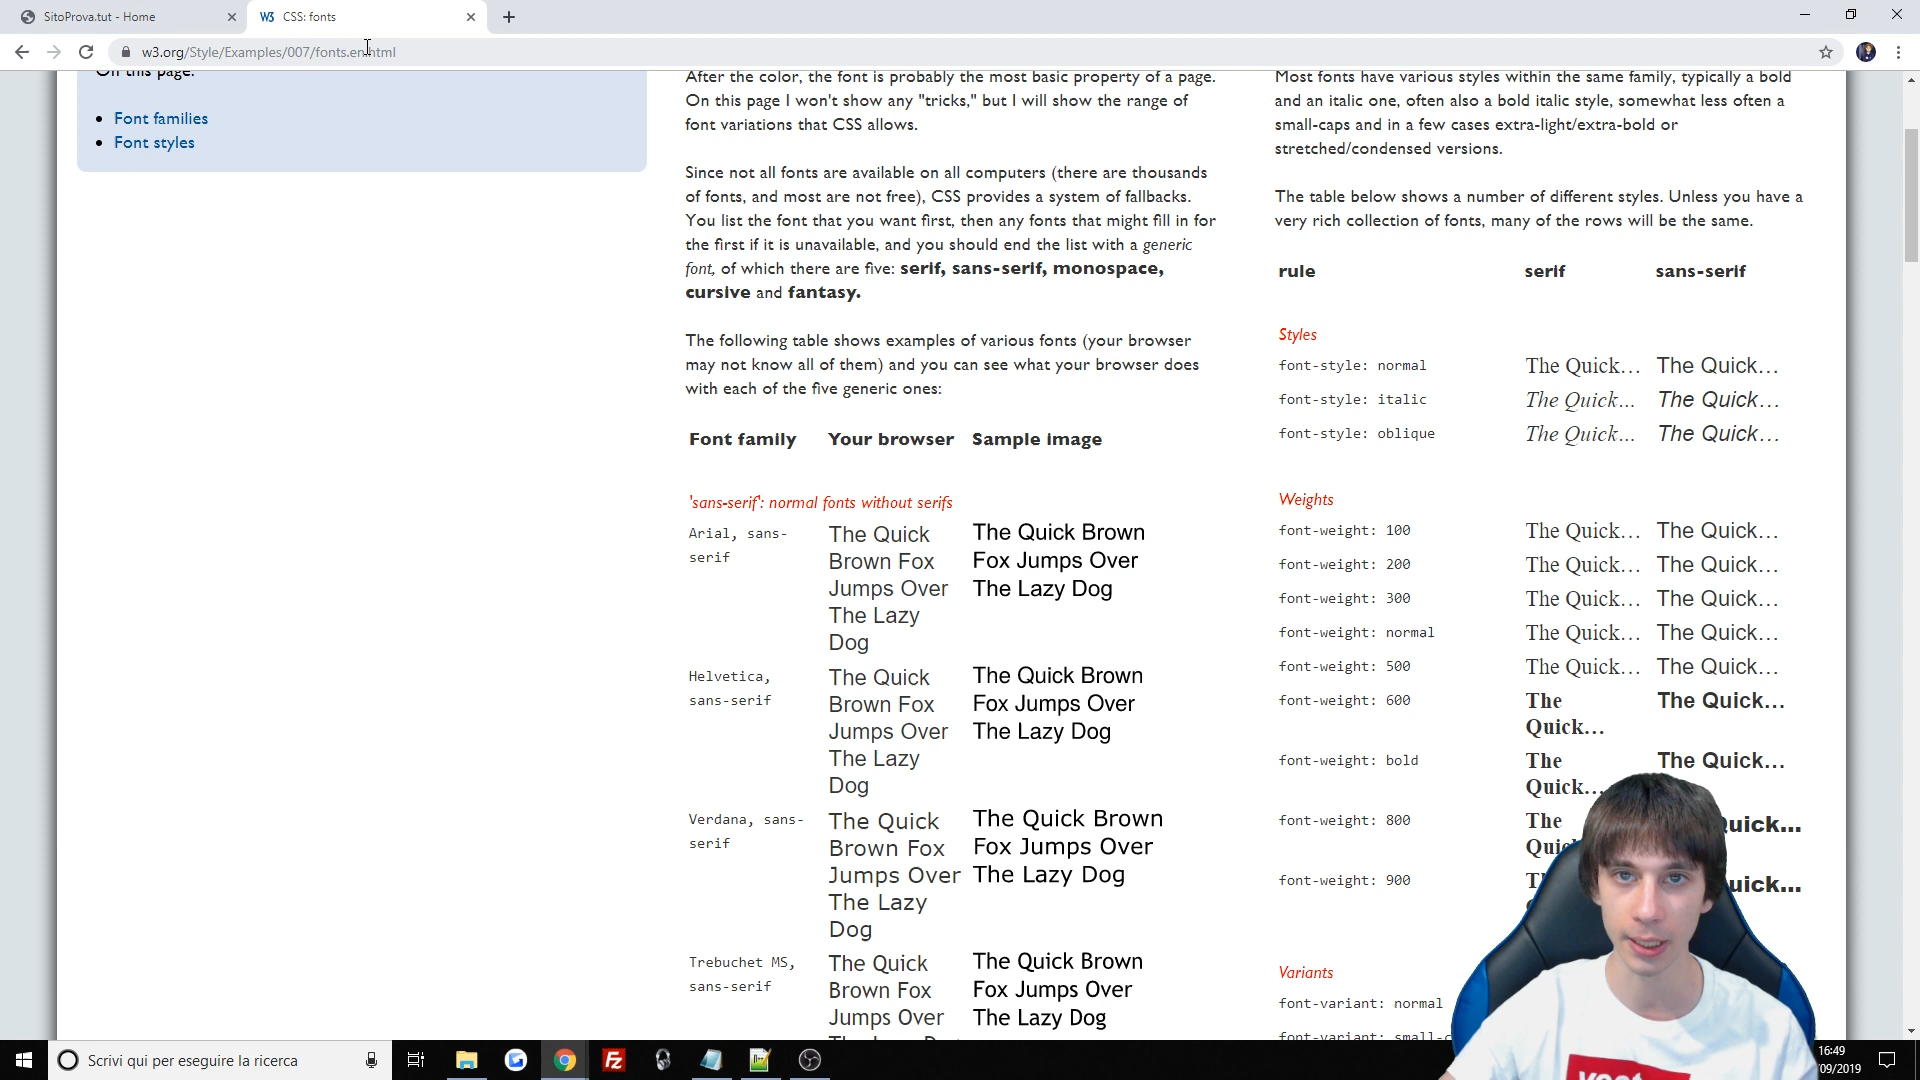 SitoProva.tut - Home
W3 CSS: fonts
w3.org/Style/Examples/007/fonts.en.html
On this page:
Font families
Font styles
After the color, the font is probably the most basic property of a page.
On this page I won't show any "tricks," but I will show the range of
font variations that CSS allows.
Since not all fonts are available on all computers (there are thousands
of fonts, and most are not free), CSS provides a system of fallbacks.
You list the font that you want first, then any fonts that might fill in for
the first if it is unavailable, and you should end the list with a generic
font, of which there are five: serif, sans-serif, monospace,
cursive and fantasy.
The following table shows examples of various fonts (your browser
may not know all of them) and you can see what your browser does
with each of the five generic ones:
Font family Your browser Sample image
'sans-serif': normal fonts without serifs
Arial, sans-
serif
The Quick
Brown Fox
Jumps Over
The Lazy
Dog
The Quick Brown
Fox Jumps Over
The Lazy Dog
Helvetica,
sans-serif
The Quick
Brown Fox
Jumps Over
The Lazy
Dog
The Quick Brown
Fox Jumps Over
The Lazy Dog
Verdana, sans-
serif
The Quick
Brown Fox
Jumps Over
The Lazy
Dog
The Quick Brown
Fox Jumps Over
The Lazy Dog
Trebuchet MS,
sans-serif
The Quick
Brown Fox
Jumps Over
The Quick Brown
Fox Jumps Over
The Lazy Dog
Most fonts have various styles within the same family, typically a bold
and an italic one, often also a bold italic style, somewhat less often a
small-caps and in a few cases extra-light/extra-bold or
stretched/condensed versions.
The table below shows a number of different styles. Unless you have a
very rich collection of fonts, many of the rows will be the same.
rule serif sans-serif
Styles
font-style: normal The Quick... The Quick...
font-style: italic The Quick... The Quick...
font-style: oblique The Quick... The Quick...
Weights
font-weight: 100 The Quick... The Quick...
font-weight: 200 The Quick... The Quick...
font-weight: 300 The Quick... The Quick...
font-weight: normal The Quick... The Quick...
font-weight: 500 The Quick... The Quick...
font-weight: 600 The
Quick... The Quick...
font-weight: bold The
Quick... The Quick...
font-weight: 800 The
font-weight: 900
Variants
font-variant: normal
Scrivi qui per eseguire la ricerca
16:49
09/2019